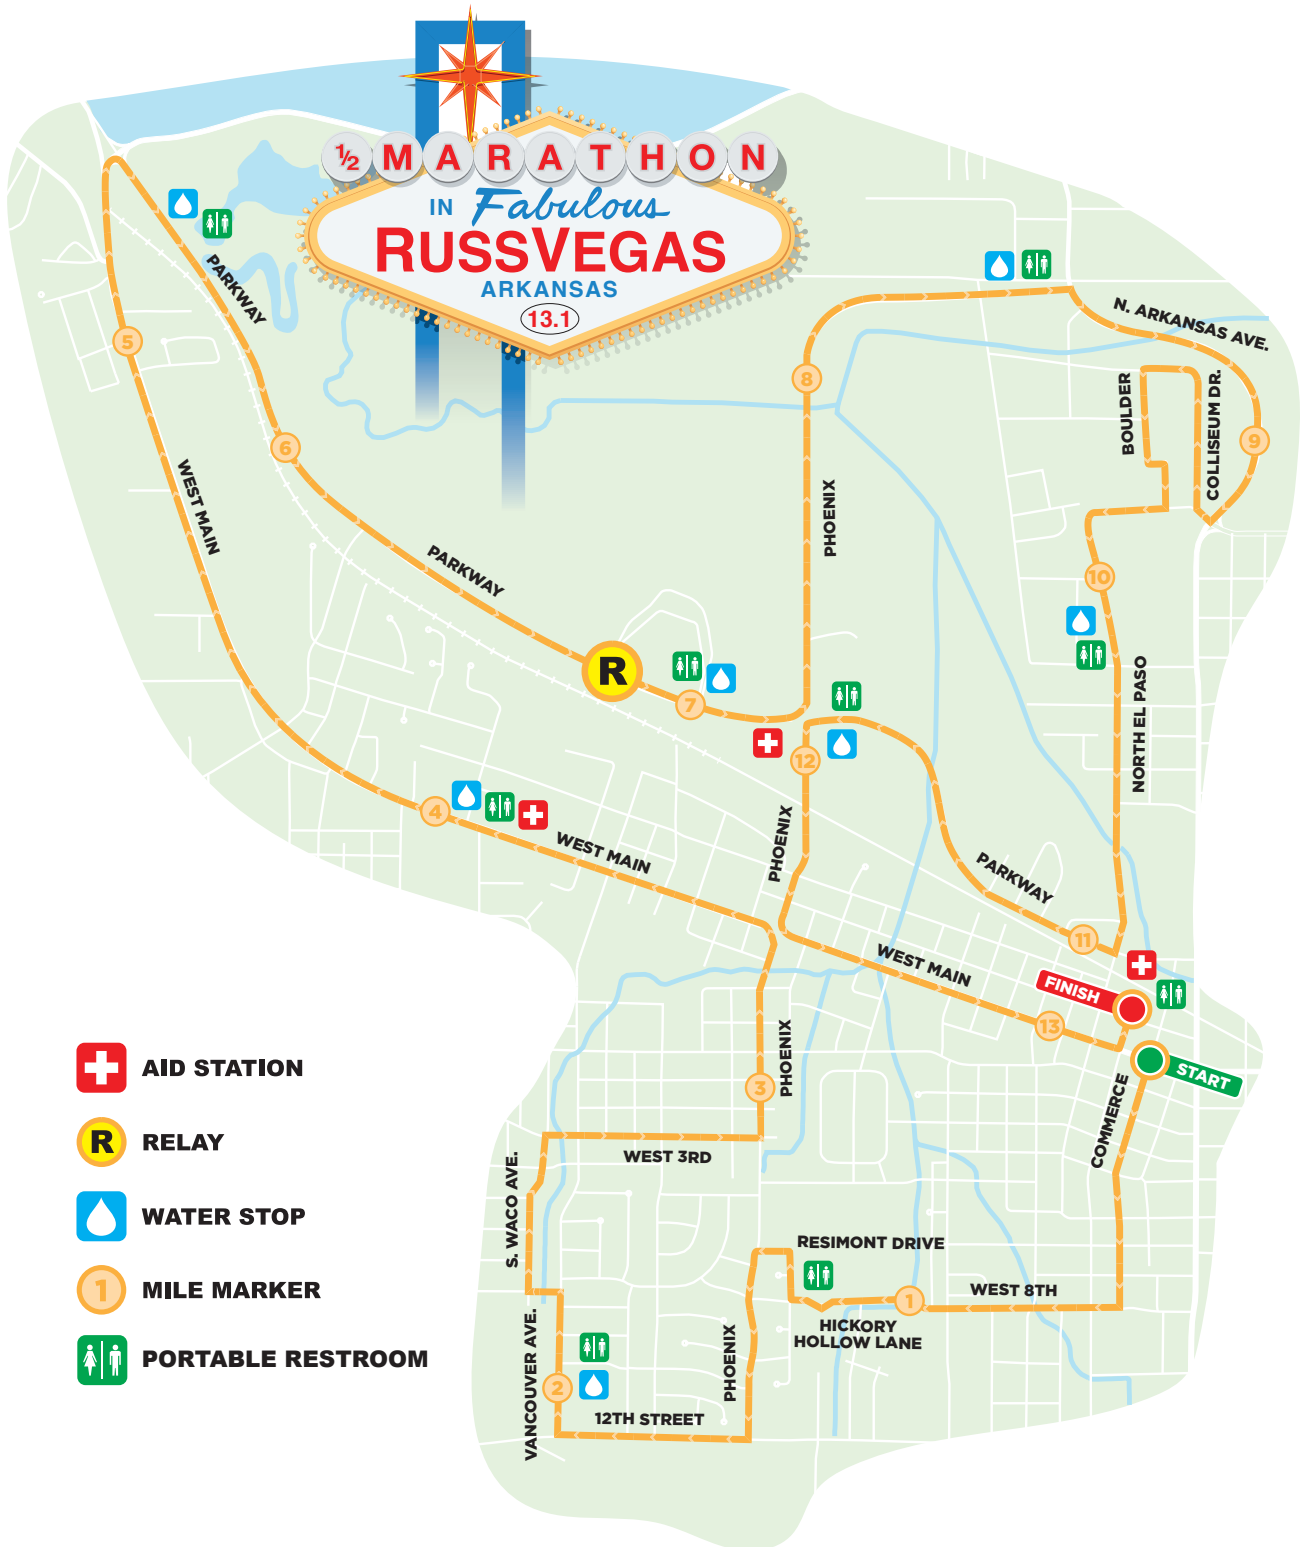 ½ MARATHON
IN Fabulous
RUSSVEGAS
ARKANSAS
13.1
PARKWAY
N. ARKANSAS AVE.
5
8
BOULDER
COLLISEUM DR.
9
6
WEST MAIN
PHOENIX
PARKWAY
10
R
7
NORTH EL PASO
12
4
WEST MAIN
PHOENIX
PARKWAY
11
WEST MAIN
FINISH
13
START
COMMERCE
3
PHOENIX
WEST 3RD
S. WACO AVE.
RESIMONT DRIVE
1
WEST 8TH
HICKORY
HOLLOW LANE
VANCOUVER AVE.
2
PHOENIX
12TH STREET
AID STATION
R RELAY
WATER STOP
1 MILE MARKER
PORTABLE RESTROOM